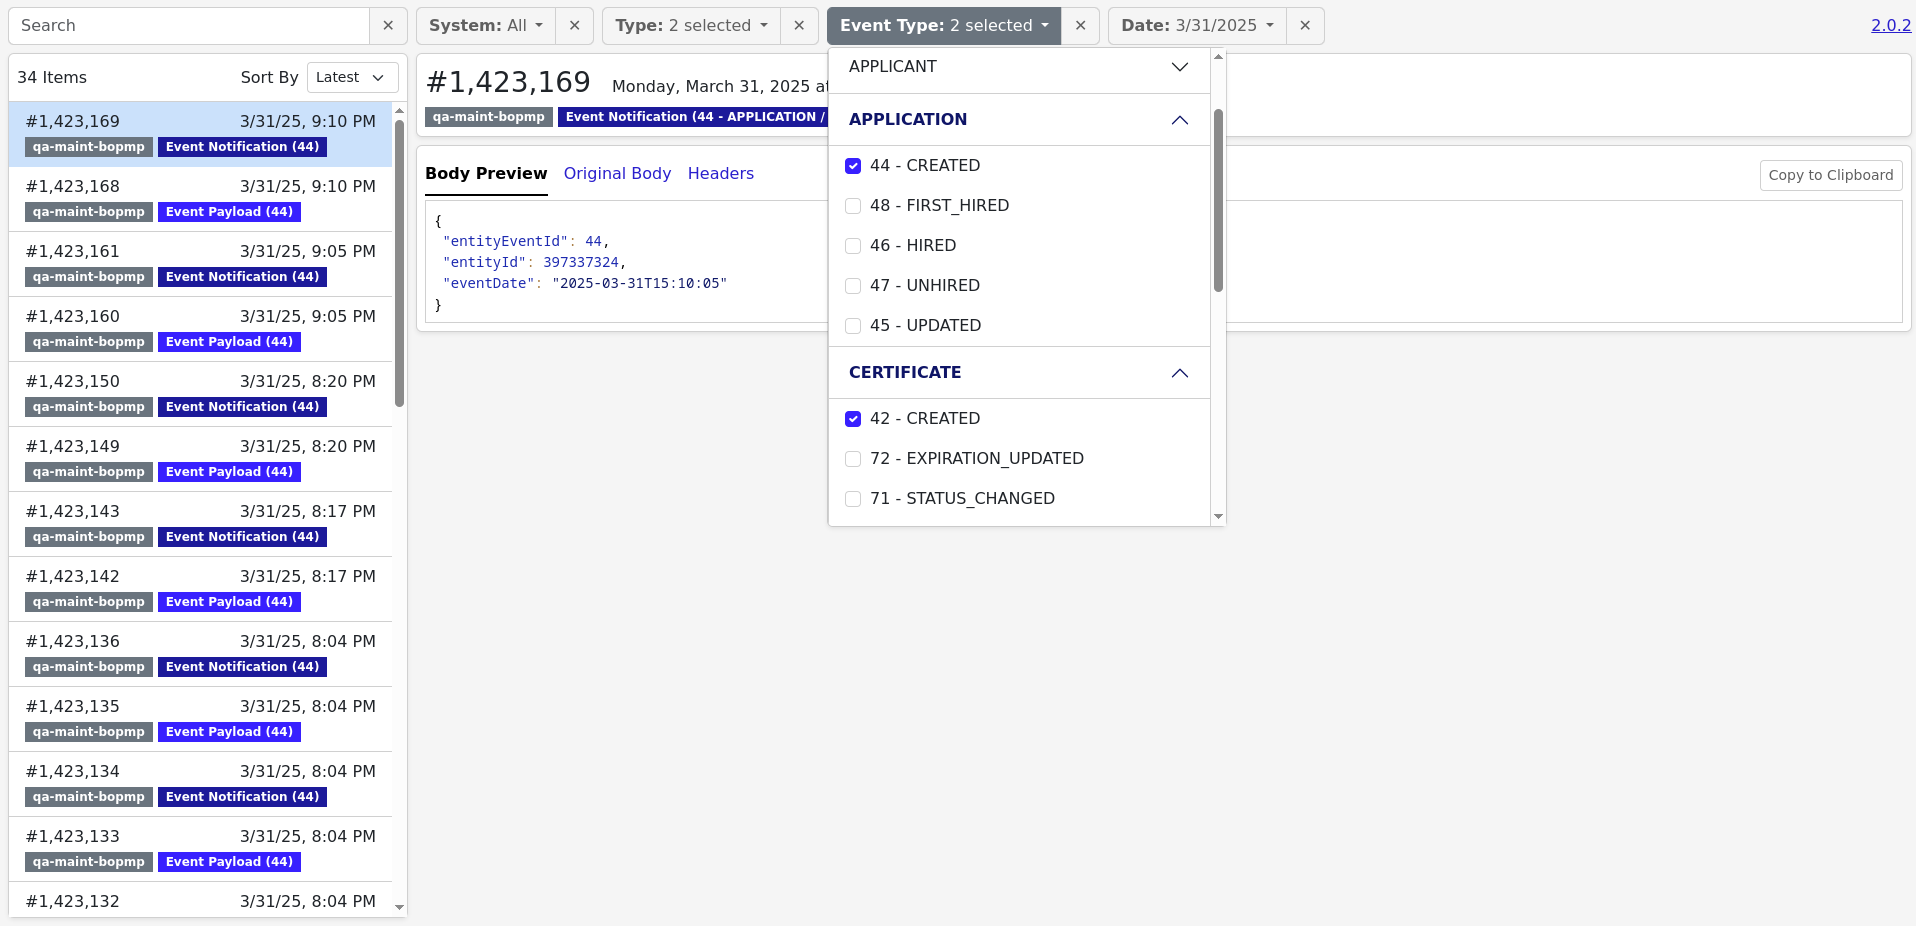 Search
System: All
Type: 2 selected
Event Type: 2 selected
Date: 3/31/2025
2.0.2
34 Items
Sort By
Latest
#1,423,169 3/31/25, 9:10 PM
qa-maint-bopmp Event Notification (44)
#1,423,168 3/31/25, 9:10 PM
qa-maint-bopmp Event Payload (44)
#1,423,161 3/31/25, 9:05 PM
qa-maint-bopmp Event Notification (44)
#1,423,160 3/31/25, 9:05 PM
qa-maint-bopmp Event Payload (44)
#1,423,150 3/31/25, 8:20 PM
qa-maint-bopmp Event Notification (44)
#1,423,149 3/31/25, 8:20 PM
qa-maint-bopmp Event Payload (44)
#1,423,143 3/31/25, 8:17 PM
qa-maint-bopmp Event Notification (44)
#1,423,142 3/31/25, 8:17 PM
qa-maint-bopmp Event Payload (44)
#1,423,136 3/31/25, 8:04 PM
qa-maint-bopmp Event Notification (44)
#1,423,135 3/31/25, 8:04 PM
qa-maint-bopmp Event Payload (44)
#1,423,134 3/31/25, 8:04 PM
qa-maint-bopmp Event Notification (44)
#1,423,133 3/31/25, 8:04 PM
qa-maint-bopmp Event Payload (44)
#1,423,132 3/31/25, 8:04 PM
#1,423,169 Monday, March 31, 2025 at
qa-maint-bopmp Event Notification (44 - APPLICATION /
Body Preview Original Body Headers
Copy to Clipboard
{
"entityEventId": 44,
"entityId": 397337324,
"eventDate": "2025-03-31T15:10:05"
}
APPLICANT
APPLICATION
44 - CREATED
48 - FIRST_HIRED
46 - HIRED
47 - UNHIRED
45 - UPDATED
CERTIFICATE
42 - CREATED
72 - EXPIRATION_UPDATED
71 - STATUS_CHANGED